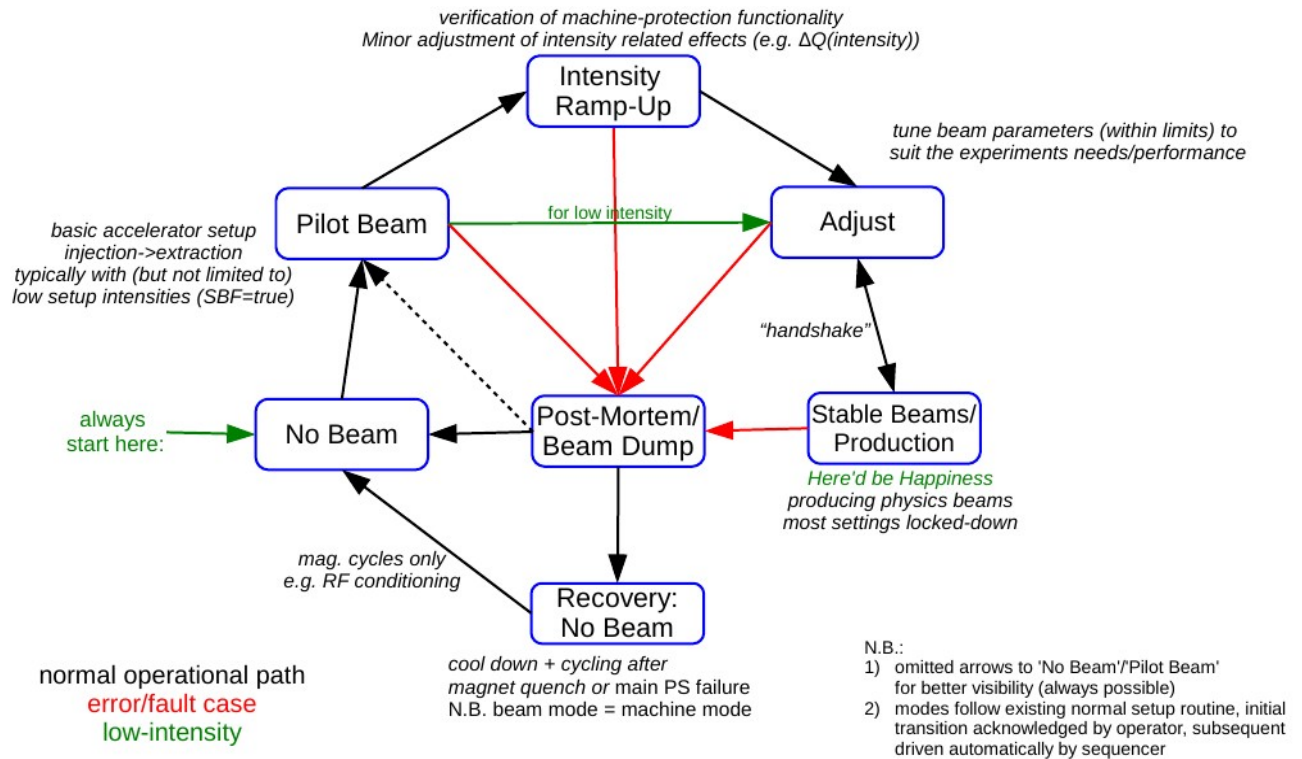 verification of machine-protection functionality
Minor adjustment of intensity related effects (e.g. ΔQ(intensity))
Intensity
Ramp-Up
tune beam parameters (within limits) to
suit the experiments needs/performance
Pilot Beam
for low intensity
Adjust
basic accelerator setup
injection->extraction
typically with (but not limited to)
low setup intensities (SBF=true)
“handshake”
always
start here:
No Beam
Post-Mortem/
Beam Dump
Stable Beams/
Production
Here'd be Happiness
producing physics beams
most settings locked-down
mag. cycles only
e.g. RF conditioning
Recovery:
No Beam
cool down + cycling after
magnet quench or main PS failure
N.B. beam mode = machine mode
normal operational path
error/fault case
low-intensity
N.B.:
1) omitted arrows to 'No Beam'/'Pilot Beam'
for better visibility (always possible)
2) modes follow existing normal setup routine, initial
transition acknowledged by operator, subsequent
driven automatically by sequencer